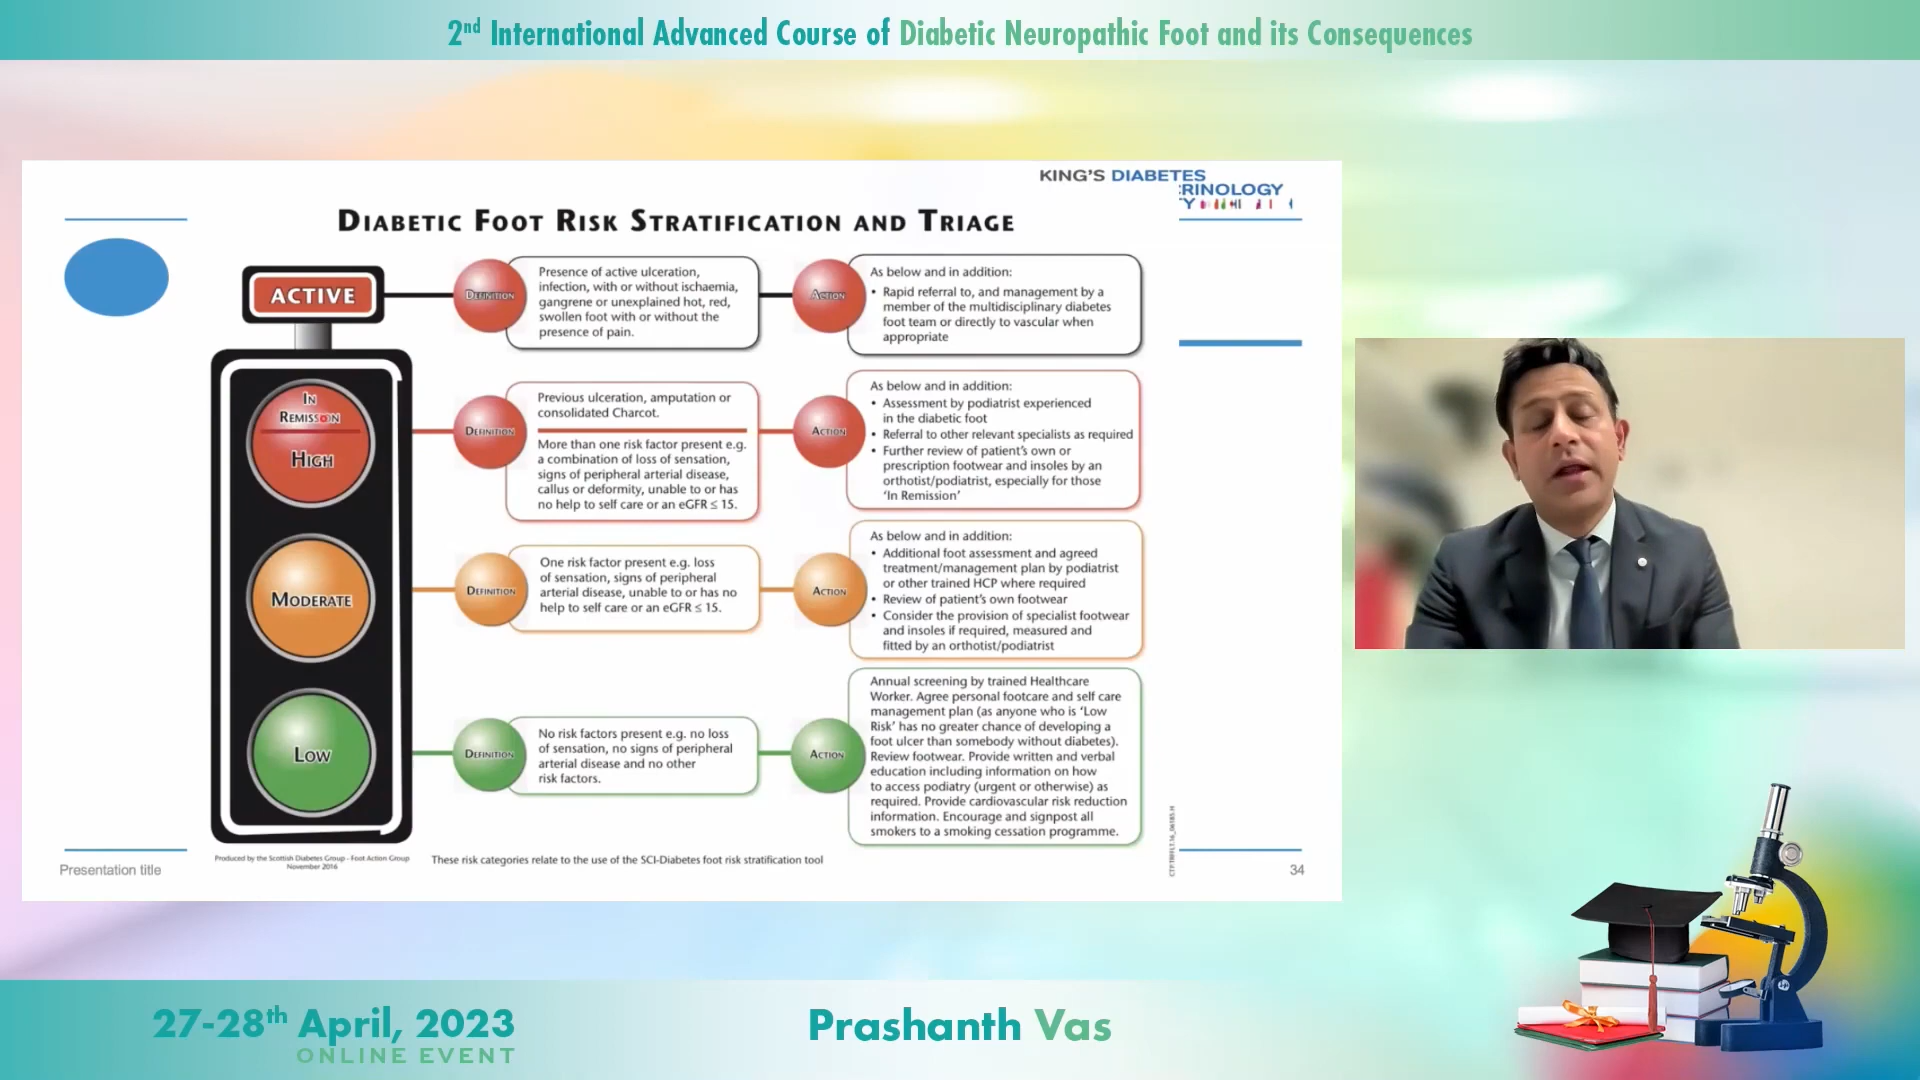 2nd International Advanced Course of Diabetic Neuropathic Foot and its Consequences
KING'S DIABETES
RINOLOGY
Y
DIABETIC FOOT RISK STRATIFICATION AND TRIAGE
ACTIVE
DEFINITION
Presence of active ulceration,
infection, with or without ischaemia,
gangrene or unexplained hot, red,
swollen foot with or without the
presence of pain.
ACTION
As below and in addition:
• Rapid referral to, and management by a
member of the multidisciplinary diabetes
foot team or directly to vascular when
appropriate
IN
REMISSION
HIGH
DEFINITION
Previous ulceration, amputation or
consolidated Charcot.
More than one risk factor present e.g.
a combination of loss of sensation,
signs of peripheral arterial disease,
callus or deformity, unable to or has
no help to self care or an eGFR ≤ 15.
ACTION
As below and in addition:
• Assessment by podiatrist experienced
in the diabetic foot
• Referral to other relevant specialists as required
• Further review of patient's own or
prescription footwear and insoles by an
orthotist/podiatrist, especially for those
'In Remission'
MODERATE
DEFINITION
One risk factor present e.g. loss
of sensation, signs of peripheral
arterial disease, unable to or has no
help to self care or an eGFR ≤ 15.
ACTION
As below and in addition:
• Additional foot assessment and agreed
treatment/management plan by podiatrist
or other trained HCP where required
• Review of patient's own footwear
• Consider the provision of specialist footwear
and insoles if required, measured and
fitted by an orthotist/podiatrist
LOW
DEFINITION
No risk factors present e.g. no loss
of sensation, no signs of peripheral
arterial disease and no other
risk factors.
ACTION
Annual screening by trained Healthcare
Worker. Agree personal footcare and self care
management plan (as anyone who is 'Low
Risk' has no greater chance of developing a
foot ulcer than somebody without diabetes).
Review footwear. Provide written and verbal
education including information on how
to access podiatry (urgent or otherwise) as
required. Provide cardiovascular risk reduction
information. Encourage and signpost all
smokers to a smoking cessation programme.
Produced by the Scottish Diabetes Group - Foot Action Group
November 2016
These risk categories relate to the use of the SCI-Diabetes foot risk stratification tool
Presentation title
34
27-28th April, 2023
ONLINE EVENT
Prashanth Vas